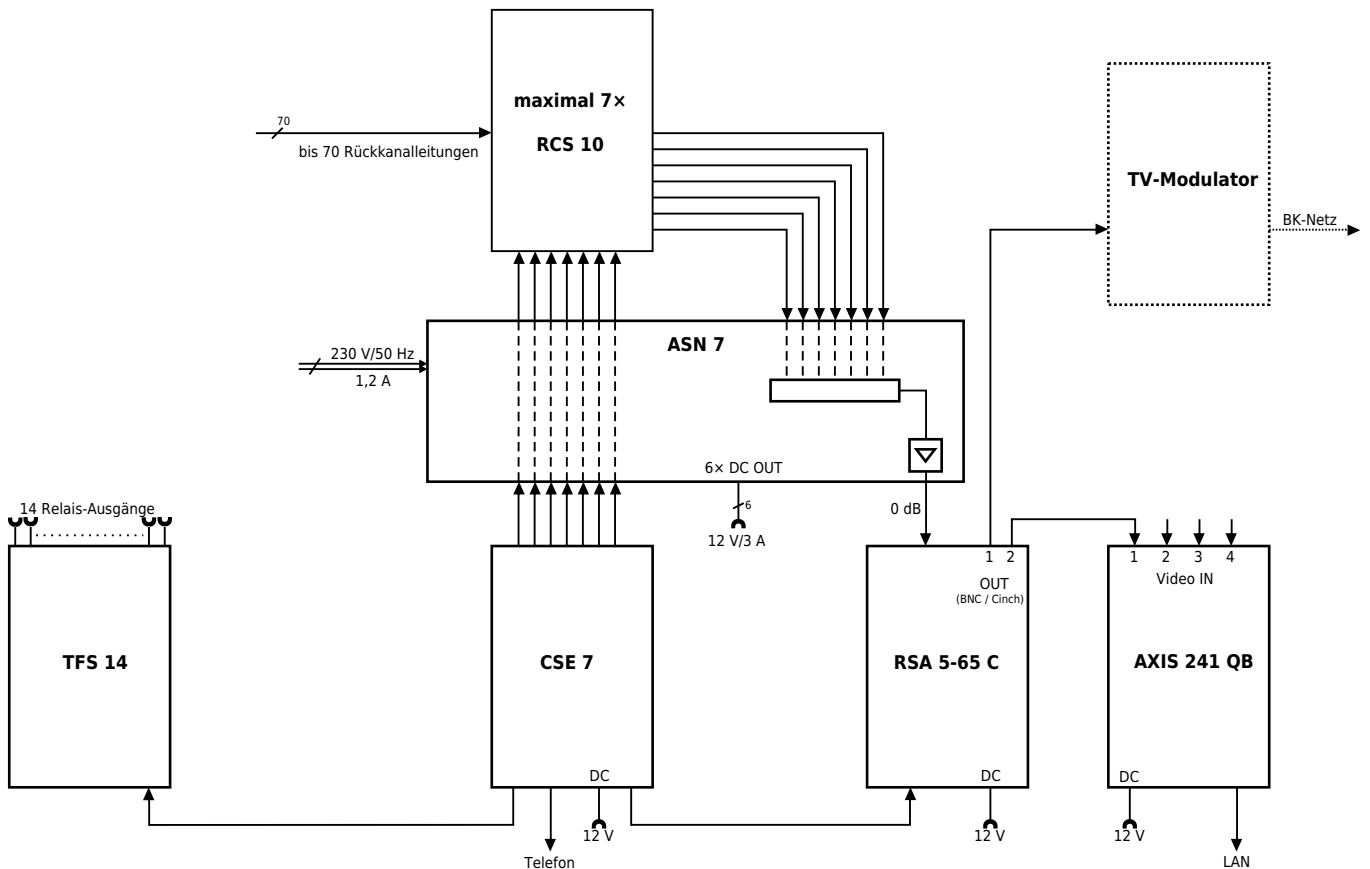 maximal 7×
RCS 10
70
bis 70 Rückkanalleitungen
TV-Modulator
BK-Netz
ASN 7
230 V/50 Hz
1,2 A
6× DC OUT
6
12 V/3 A
0 dB
14 Relais-Ausgänge
TFS 14
CSE 7
DC
12 V
Telefon
1 2
OUT
(BNC / Cinch)
RSA 5-65 C
DC
12 V
1 2 3 4
Video IN
AXIS 241 QB
DC
12 V
LAN